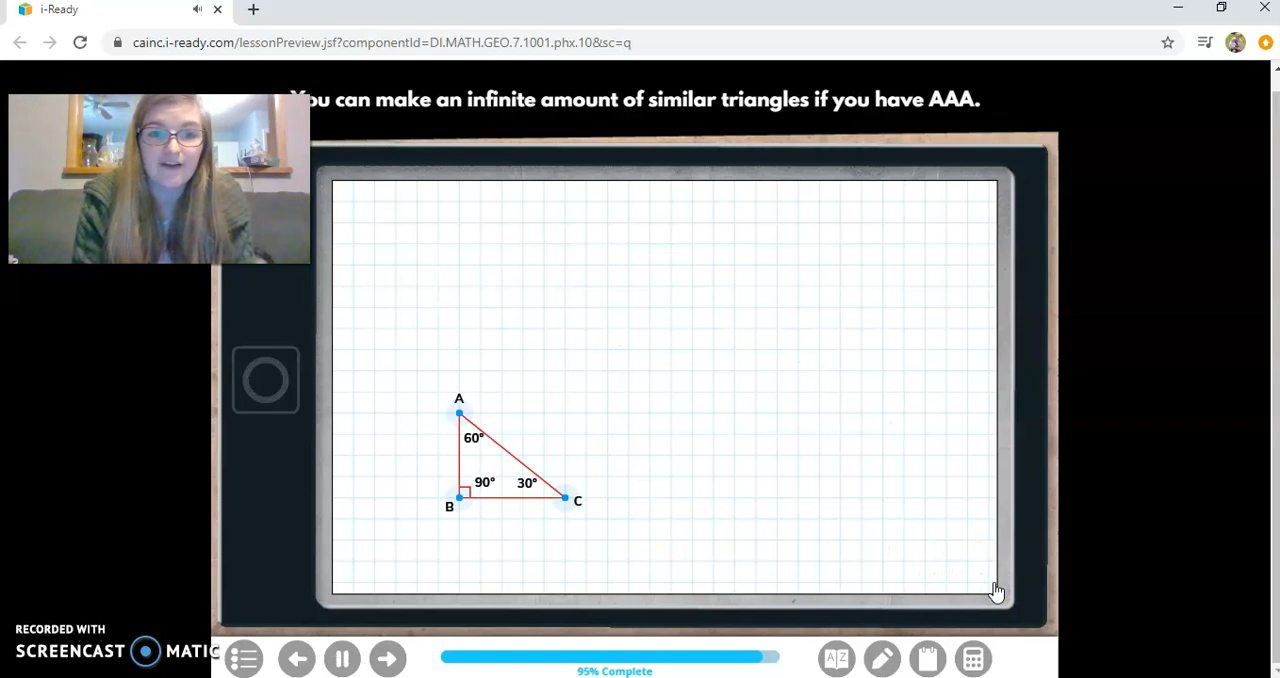 i-Ready
cainc.i-ready.com/lessonPreview.jsf?componentId=DI.MATH.GEO.7.1001.phx.10&sc=q
You can make an infinite amount of similar triangles if you have AAA.
A
60°
90° 30°
B C
RECORDED WITH
SCREENCAST MATIC
A Z
95% Complete